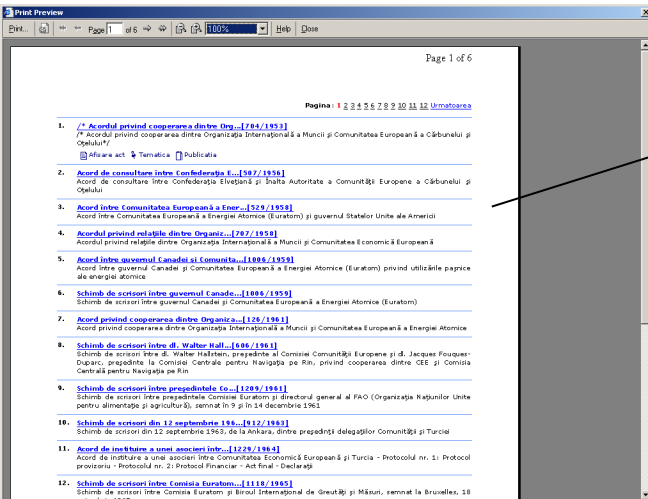 Print Preview
Print... Page 1 of 6 100% Help Close
Page 1 of 6
Pagina: 1 2 3 4 5 6 7 8 9 10 11 12 Urmatoarea
1. /* Acordul privind cooperarea dintre Org...[704/1953]
/* Acordul privind cooperarea dintre Organizaţia Internaţională a Muncii şi Comunitatea Europeană a Cărbunelui şi
Oţelului*/
Afisare act Tematica Publicatia
2. Acord de consultare între Confederaţia E...[507/1956]
Acord de consultare între Confederaţia Elveţiană şi Înalta Autoritate a Comunităţii Europene a Cărbunelui şi
Oţelului
3. Acord între Comunitatea Europeană a Ener...[529/1958]
Acord între Comunitatea Europeană a Energiei Atomice (Euratom) şi guvernul Statelor Unite ale Americii
4. Acordul privind relaţiile dintre Organiz...[707/1958]
Acordul privind relaţiile dintre Organizaţia Internaţională a Muncii şi Comunitatea Economică Europeană
5. Acord între guvernul Canadei şi Comunita...[1006/1959]
Acord între guvernul Canadei şi Comunitatea Europeană a Energiei Atomice (Euratom) privind utilizările paşnice
ale energiei atomice
6. Schimb de scrisori între guvernul Canade...[1006/1959]
Schimb de scrisori între guvernul Canadei şi Comunitatea Europeană a Energiei Atomice (Euratom)
7. Acord privind cooperarea dintre Organiza...[126/1961]
Acord privind cooperarea dintre Organizaţia Internaţională a Muncii şi Comunitatea Europeană a Energiei Atomice
8. Schimb de scrisori între dl. Walter Hall...[606/1961]
Schimb de scrisori între dl. Walter Hallstein, preşedinte al Comisiei Comunităţii Europene şi dl. Jacques Fouques-
Duparc, preşedinte la Comisiei Centrale pentru Navigaţia pe Rin, privind cooperarea dintre CEE şi Comisia
Centrală pentru Navigaţia pe Rin
9. Schimb de scrisori între preşedintele Co...[1209/1961]
Schimb de scrisori între preşedintele Comisiei Euratom şi directorul general al FAO (Organizaţia Naţiunilor Unite
pentru alimentaţie şi agricultură), semnat în 9 şi în 14 decembrie 1961
10. Schimb de scrisori din 12 septembrie 196...[912/1963]
Schimb de scrisori din 12 septembrie 1963, de la Ankara, dintre preşedinţii delegaţiilor Comunităţii şi Turciei
11. Acord de instituire a unei asocieri într...[1229/1964]
Acord de instituire a unei asocieri între Comunitatea Economică Europeană şi Turcia - Protocolul nr. 1: Protocol
provizoriu - Protocolul nr. 2: Protocol Financiar - Act final - Declaraţii
12. Schimb de scrisori între Comisia Euratom...[1118/1965]
Schimb de scrisori între Comisia Euratom şi Biroul Internaţional de Greutăţi şi Măsuri, semnat la Bruxelles, 18